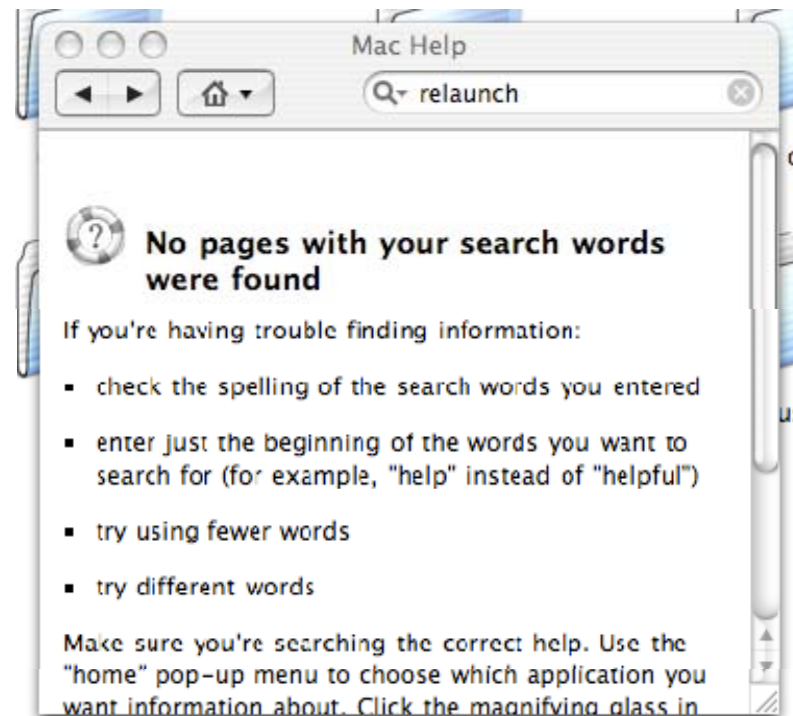 Mac Help
relaunch
No pages with your search words
were found
If you're having trouble finding information:
▪ check the spelling of the search words you entered
▪ enter just the beginning of the words you want to
search for (for example, "help" instead of "helpful")
▪ try using fewer words
▪ try different words
Make sure you're searching the correct help. Use the
"home" pop-up menu to choose which application you
want information about. Click the magnifying glass in